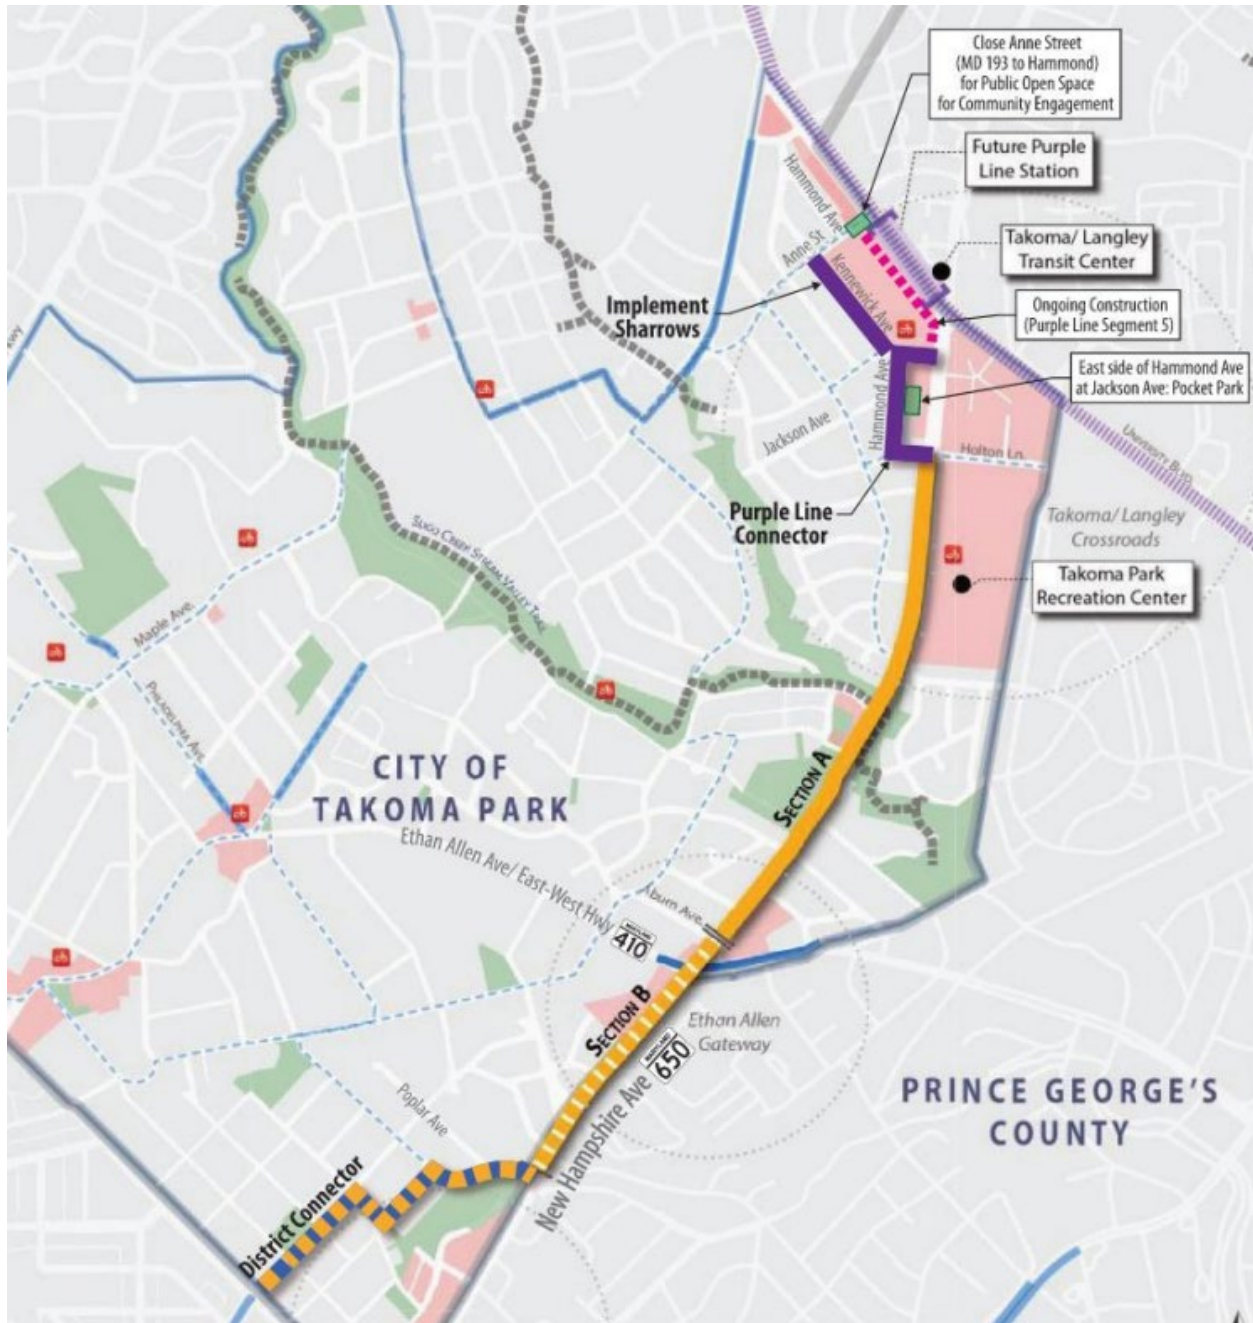 Close Anne Street
(MD 193 to Hammond)
for Public Open Space
for Community Engagement
Future Purple
Line Station
Hammond Ave
Anne St
Takoma/ Langley
Transit Center
Kennewick Ave
Implement
Sharrows
Ongoing Construction
(Purple Line Segment 5)
East side of Hammond Ave
at Jackson Ave: Pocket Park
Hammond Ave
Jackson Ave
Holton Ln.
University Blvd.
Purple Line
Connector
Takoma/ Langley
Crossroads
Sligo Creek Stream Valley Trail
Takoma Park
Recreation Center
Maple Ave.
Philadelphia Ave.
CITY OF
TAKOMA PARK
SECTION A
Ethan Allen Ave/ East-West Hwy
MARYLAND
410
SECTION B
Ethan Allen
Gateway
MARYLAND
650
New Hampshire Ave
PRINCE GEORGE'S
COUNTY
Poplar Ave
District Connector